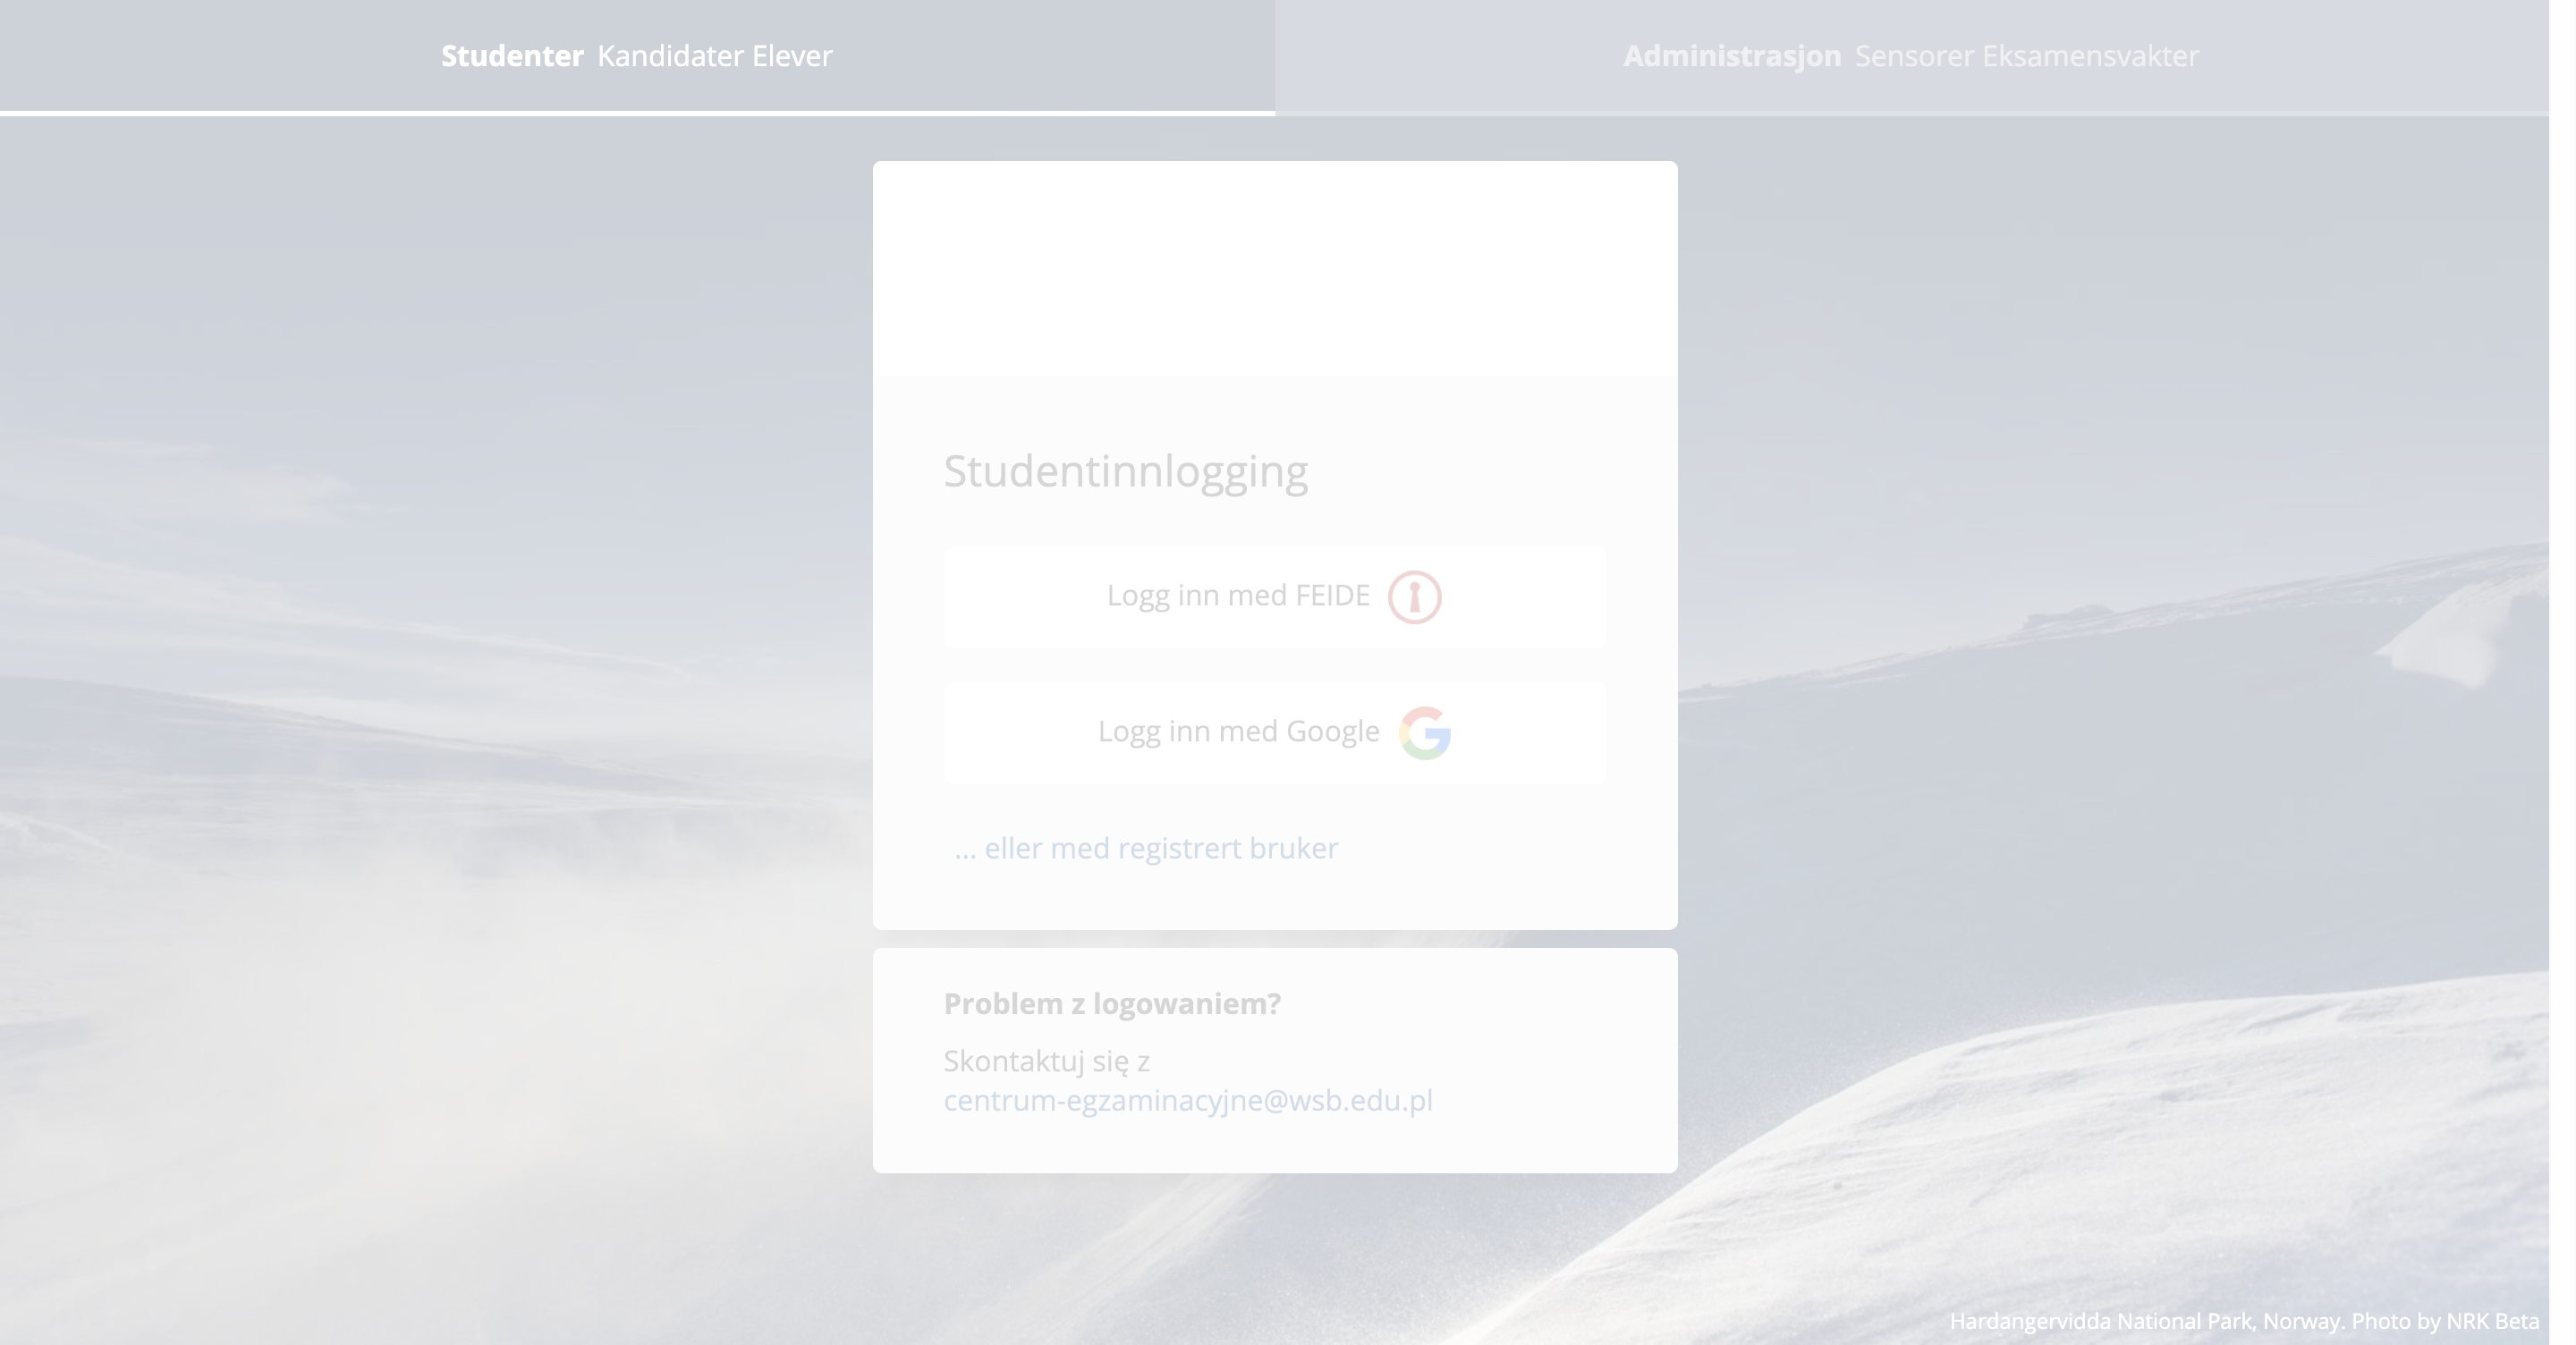 Studenter Kandidater Elever
Administrasjon Sensorer Eksamensvakter
Studentinnlogging
Logg inn med FEIDE
Logg inn med Google
... eller med registrert bruker
Problem z logowaniem?
Skontaktuj się z
centrum-egzaminacyjne@wsb.edu.pl
Hardangervidda National Park, Norway. Photo by NRK Beta